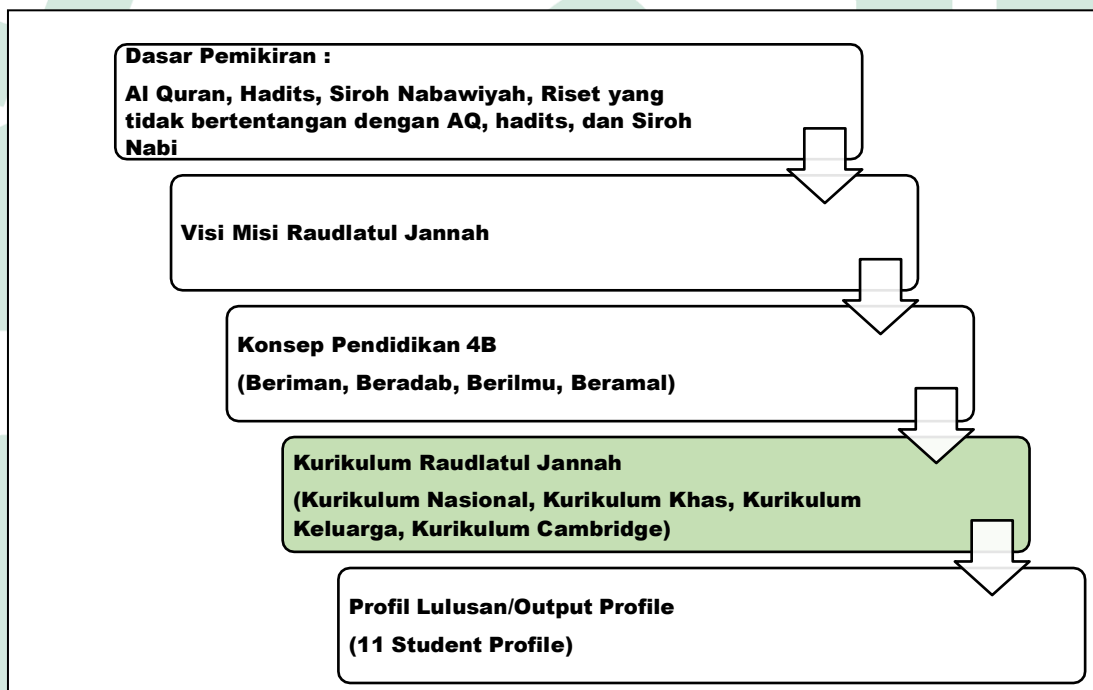 Dasar Pemikiran :
Al Quran, Hadits, Siroh Nabawiyah, Riset yang
tidak bertentangan dengan AQ, hadits, dan Siroh
Nabi
Visi Misi Raudlatul Jannah
Konsep Pendidikan 4B
(Beriman, Beradab, Berilmu, Beramal)
Kurikulum Raudlatul Jannah
(Kurikulum Nasional, Kurikulum Khas, Kurikulum
Keluarga, Kurikulum Cambridge)
Profil Lulusan/Output Profile
(11 Student Profile)